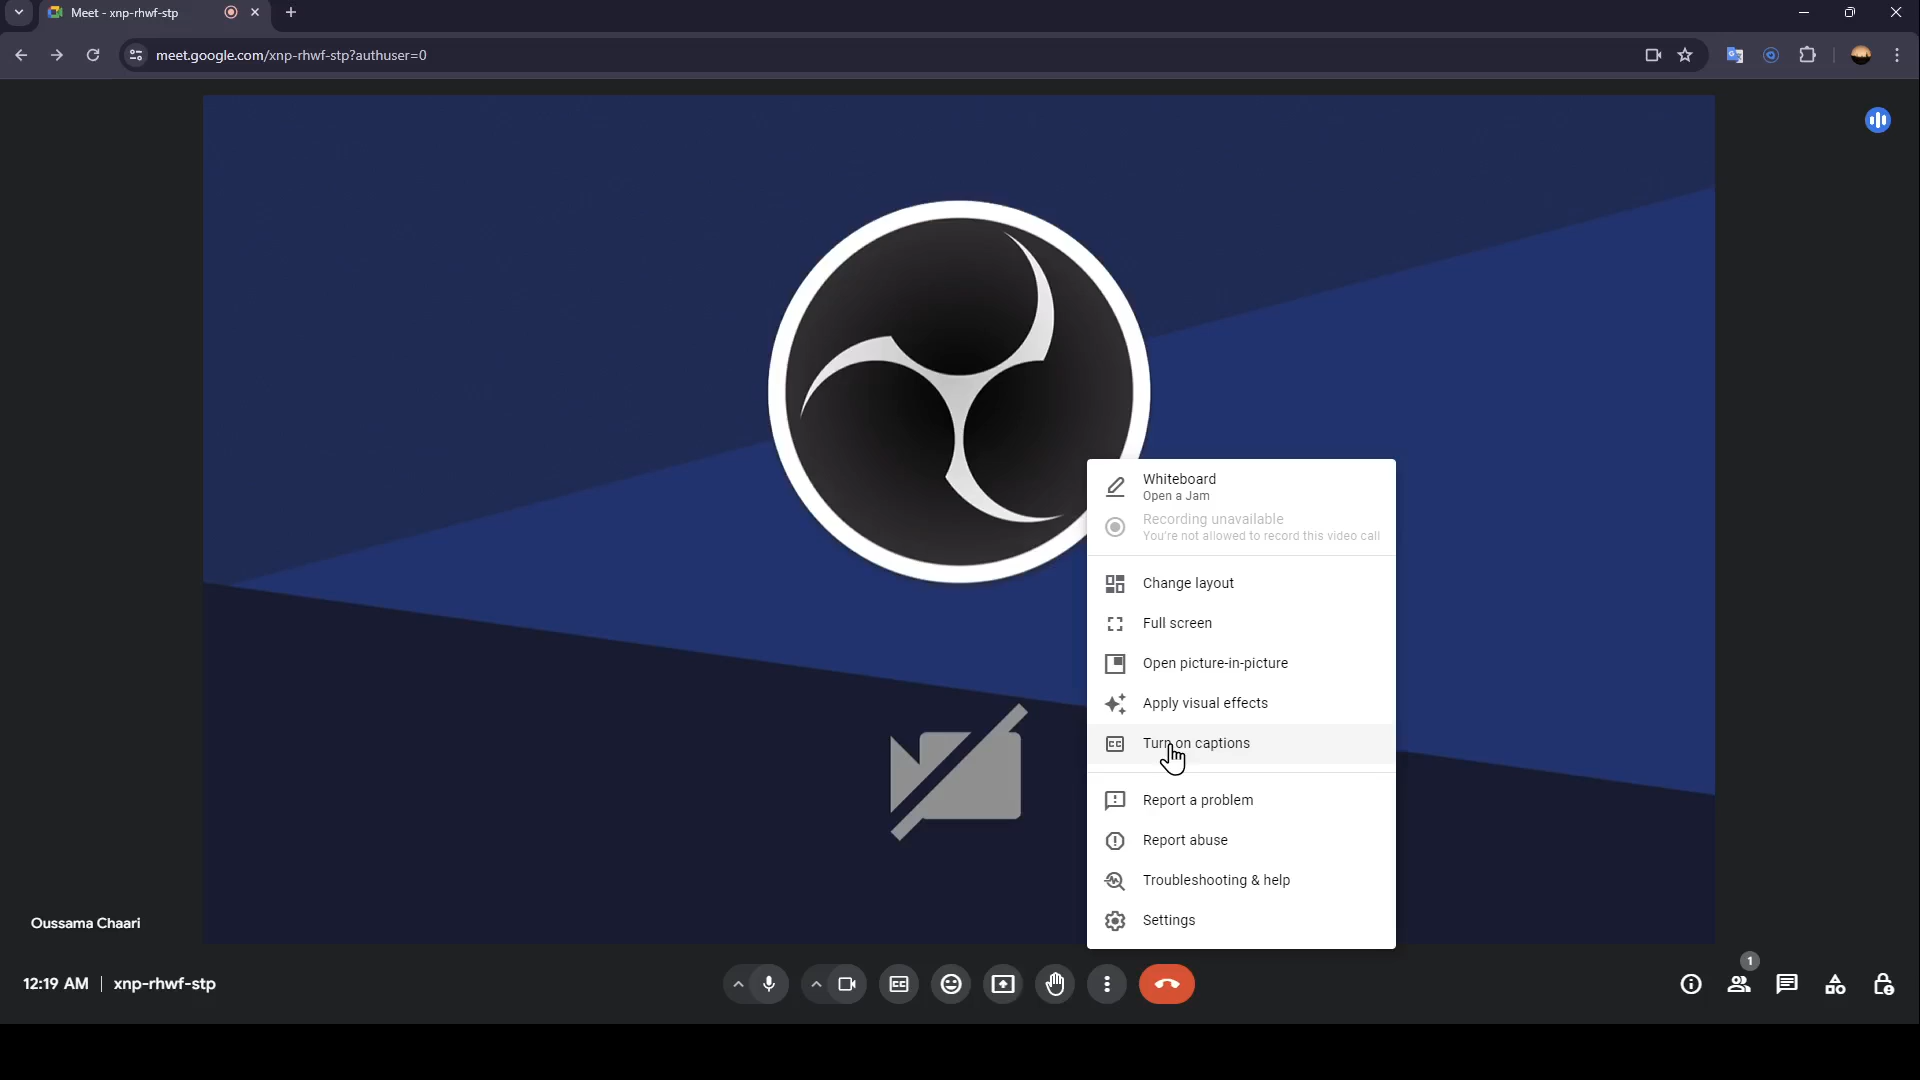 Meet - xnp-rhwf-stp
meet.google.com/xnp-rhwf-stp?authuser=0
Whiteboard
Open a Jam
Recording unavailable
You're not allowed to record this video call
Change layout
Full screen
Open picture-in-picture
Apply visual effects
Turn on captions
Report a problem
Report abuse
Troubleshooting & help
Settings
Oussama Chaari
12:19 AM | xnp-rhwf-stp
1